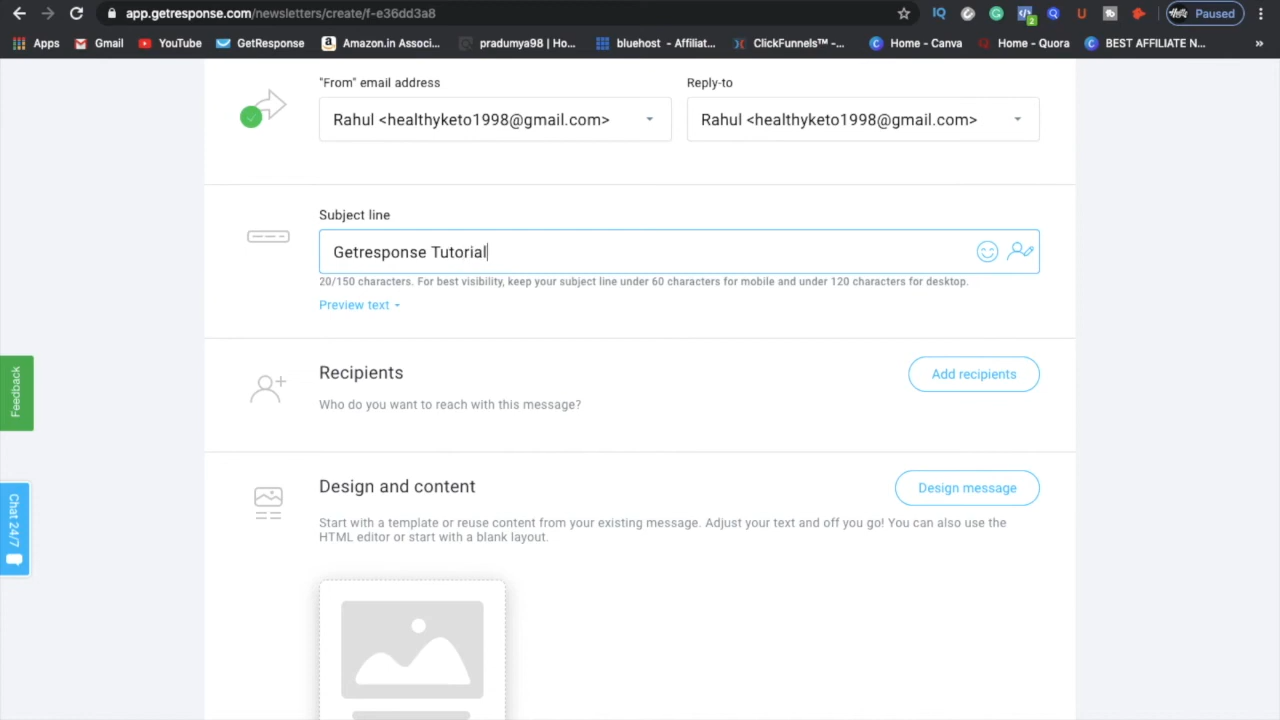 app.getresponse.com/newsletters/create/f-e36dd3a8
IQ
2
U
Paused
Apps
Gmail
YouTube
GetResponse
Amazon.in Associ...
pradumya98 | Ho...
bluehost - Affiliat...
ClickFunnels™ -...
Home - Canva
Home - Quora
BEST AFFILIATE N...
»
"From" email address
Reply-to
Rahul <healthyketo1998@gmail.com>
Rahul <healthyketo1998@gmail.com>
Subject line
Getresponse Tutorial
20/150 characters. For best visibility, keep your subject line under 60 characters for mobile and under 120 characters for desktop.
Preview text
Recipients
Add recipients
Who do you want to reach with this message?
Feedback
Design and content
Design message
Chat 24/7
Start with a template or reuse content from your existing message. Adjust your text and off you go! You can also use the
HTML editor or start with a blank layout.